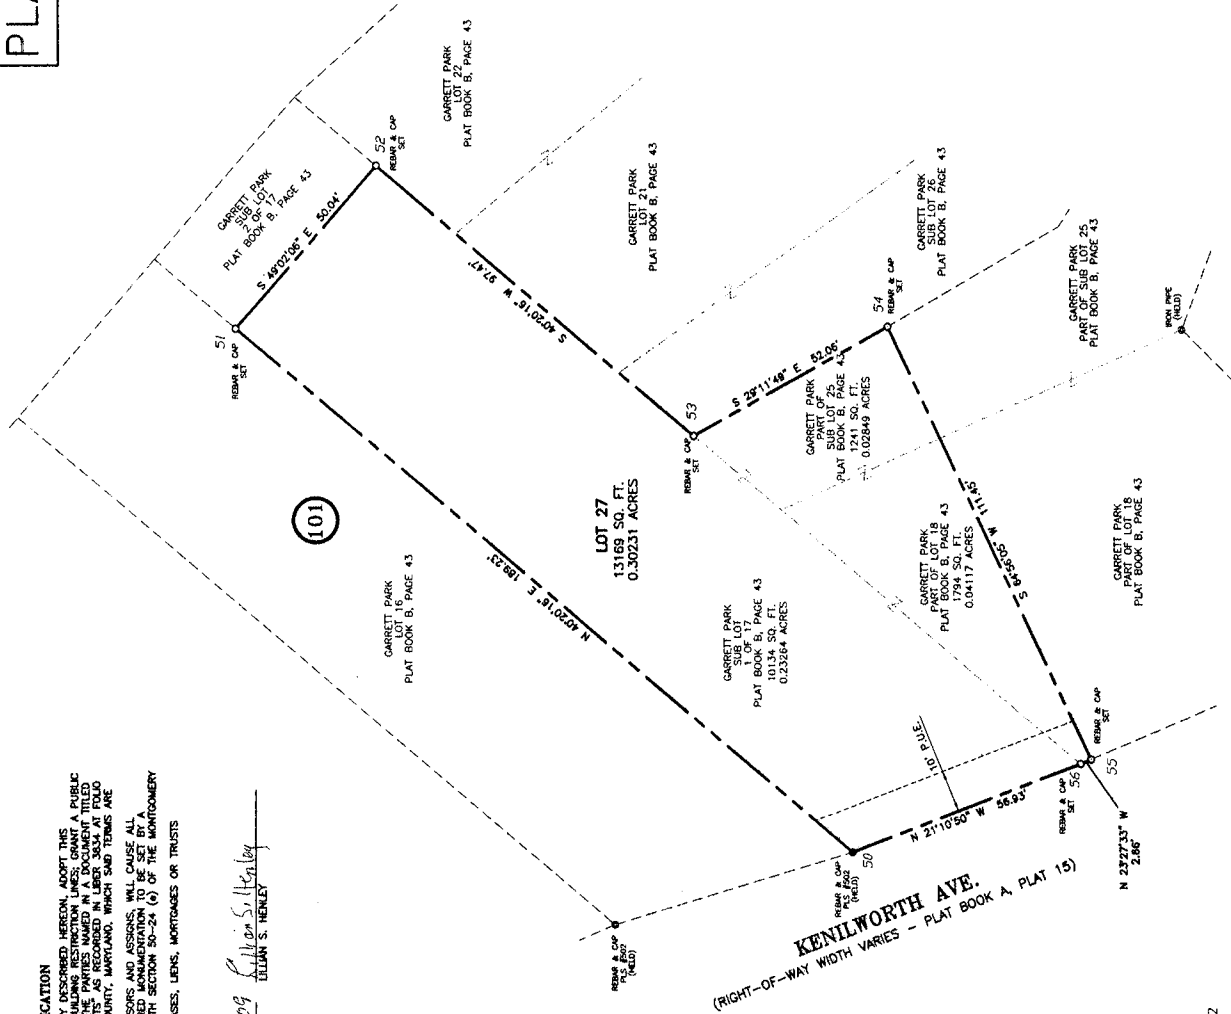 PLA
GARRETT PARK
LOT 22
PLAT BOOK B, PAGE 43
GARRETT PARK
SUB LOT
2 OF 17
PLAT BOOK B, PAGE 43
52
REBAR & CAP
SET
S 49°02'06" E 50.04'
51
REBAR & CAP
SET
GARRETT PARK
LOT 21
PLAT BOOK B, PAGE 43
S 40°20'16" W 97.47'
GARRETT PARK
SUB LOT 26
PLAT BOOK B, PAGE 43
54
REBAR & CAP
SET
GARRETT PARK
PART OF SUB LOT 25
PLAT BOOK B, PAGE 43
IRON PIPE
(HELD)
S 29°11'49" E 52.06'
53
REBAR & CAP
SET
GARRETT PARK
PART OF
SUB LOT 25
PLAT BOOK B, PAGE 43
1241 SQ. FT.
0.02849 ACRES
101
LOT 27
13169 SQ. FT.
0.30231 ACRES
N 40°20'16" E 189.23'
GARRETT PARK
LOT 16
PLAT BOOK B, PAGE 43
GARRETT PARK
SUB LOT
1 OF 17
PLAT BOOK B, PAGE 43
10134 SQ. FT.
0.23264 ACRES
GARRETT PARK
PART OF LOT 18
PLAT BOOK B, PAGE 43
1794 SQ. FT.
0.04117 ACRES
S 64°56'05" W 111.45'
GARRETT PARK
PART OF LOT 18
PLAT BOOK B, PAGE 43
10' P.U.E.
REBAR & CAP
SET
55
56
REBAR & CAP
SET
N 21°10'50" W 56.93'
N 23°27'33" W
2.86'
50
REBAR & CAP
PLS #502
(HELD)
REBAR & CAP
PLS #502
(HELD)
KENILWORTH AVE.
(RIGHT-OF-WAY WIDTH VARIES - PLAT BOOK A, PLAT 15)
CATION
Y DESCRIBED HEREON, ADOPT THIS
UILDING RESTRICTION LINES; GRANT A PUBLIC
THE PARTIES NAMED IN A DOCUMENT TITLED
TS" AS RECORDED IN LIBER 3834 AT FOLIO
OUNTY, MARYLAND, WHICH SAID TERMS ARE
SORS AND ASSIGNS, WILL CAUSE ALL
ED MONUMENTATION TO BE SET BY A
TH SECTION 50-24 (e) OF THE MONTGOMERY
SES, LIENS, MORTGAGES OR TRUSTS
09 Lillian S. Henley
LILLIAN S. HENLEY
2